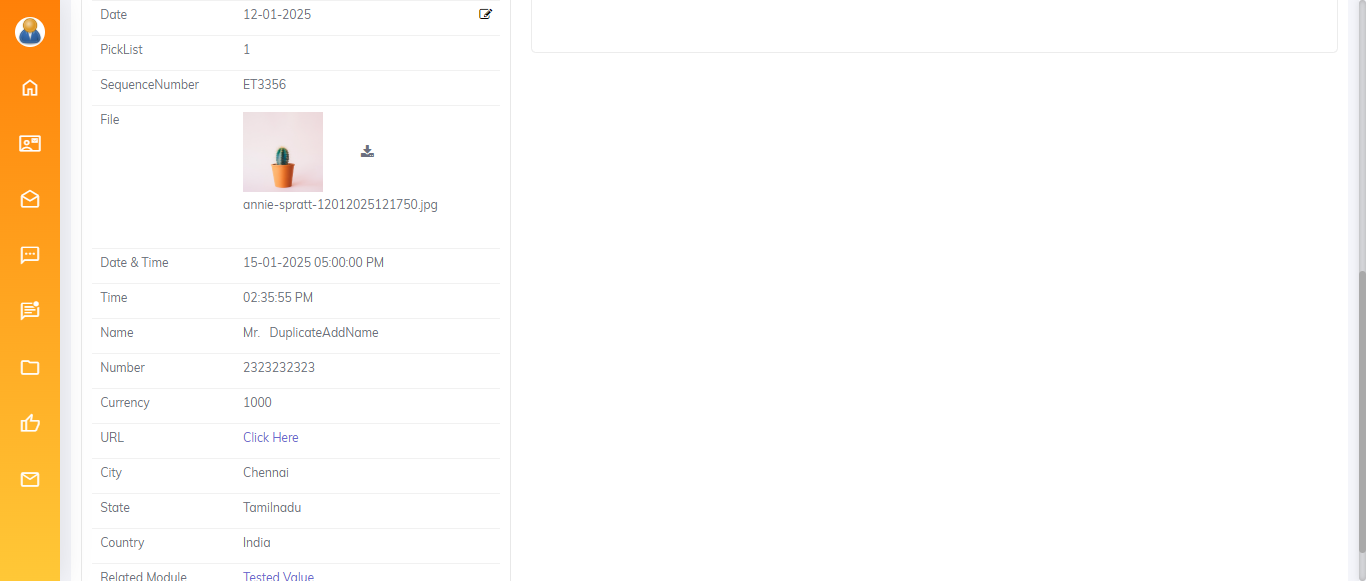 Date 12-01-2025
PickList 1
SequenceNumber ET3356
File
annie-spratt-12012025121750.jpg
Date & Time 15-01-2025 05:00:00 PM
Time 02:35:55 PM
Name Mr. DuplicateAddName
Number 2323232323
Currency 1000
URL Click Here
City Chennai
State Tamilnadu
Country India
Related Module Tested Value